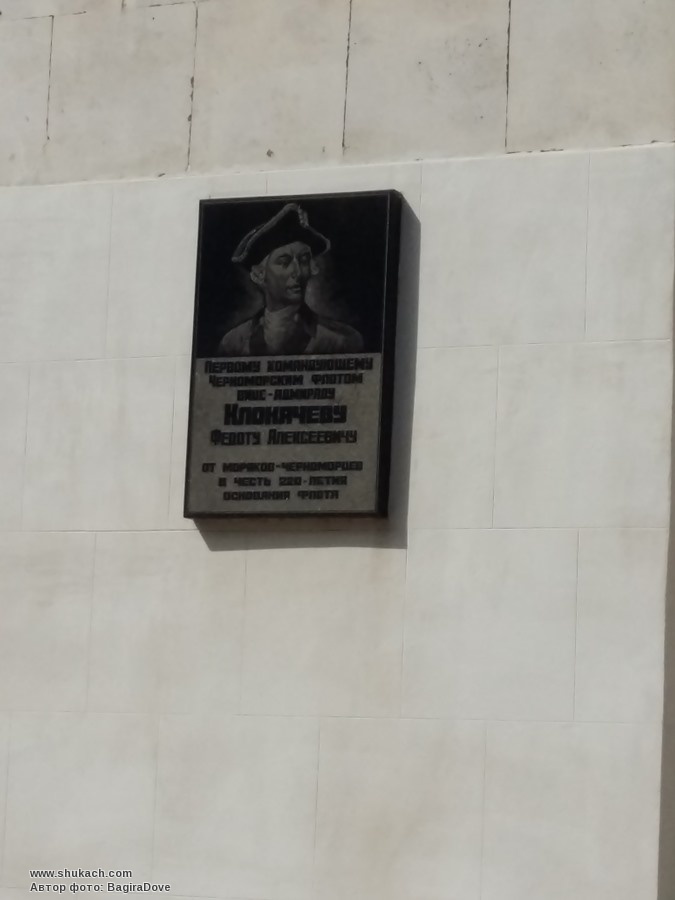 Первому командующему
Черноморским флотом
вице-адмиралу
Клокачеву
Федоту Алексеевичу
от моряков-черноморцев
в честь 220-летия
основания флота
www.shukach.com
Автор фото: BagiraDove